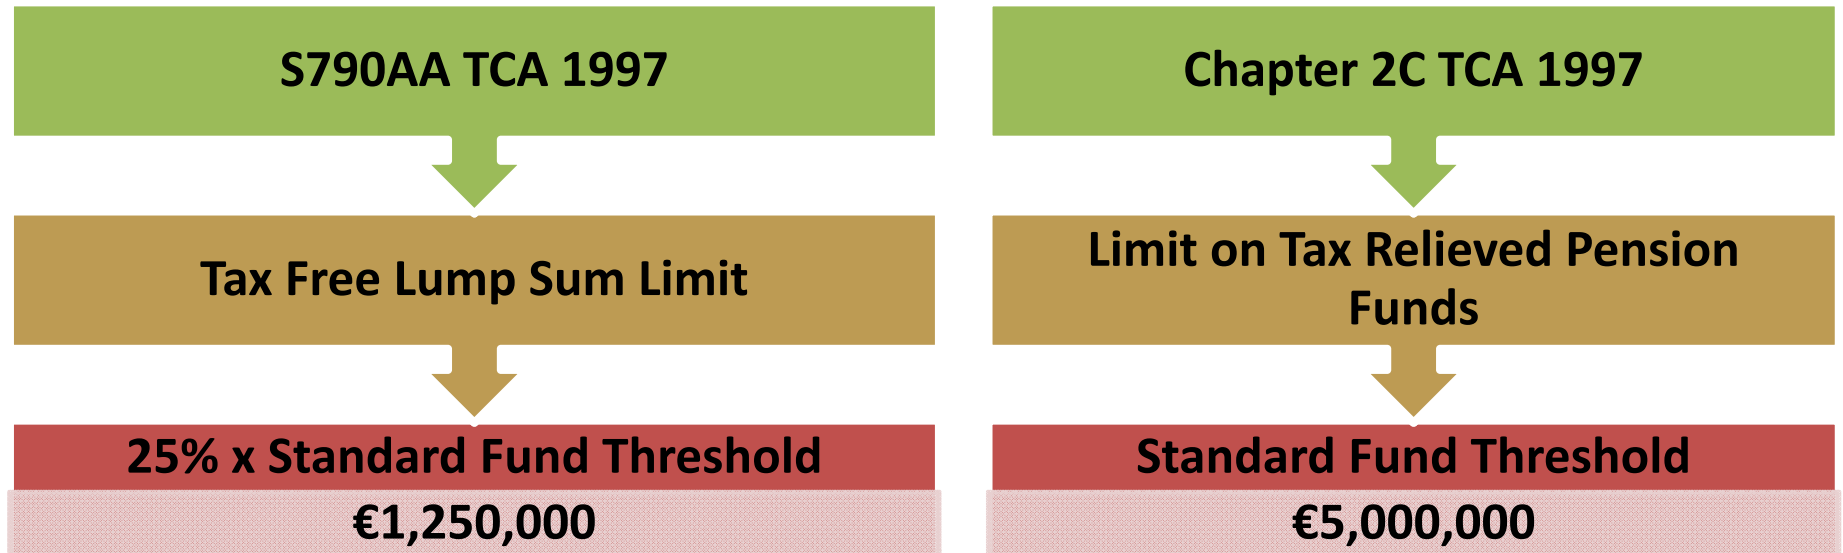 S790AA TCA 1997
Tax Free Lump Sum Limit
25% x Standard Fund Threshold
€1,250,000
Chapter 2C TCA 1997
Limit on Tax Relieved Pension
Funds
Standard Fund Threshold
€5,000,000